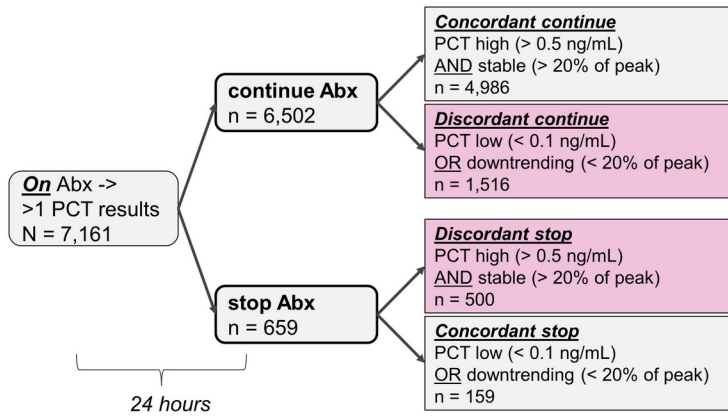 On Abx ->
>1 PCT results
N = 7,161
continue Abx
n = 6,502
stop Abx
n = 659
Concordant continue
PCT high (> 0.5 ng/mL)
AND stable (> 20% of peak)
n = 4,986
Discordant continue
PCT low (< 0.1 ng/mL)
OR downtrending (< 20% of peak)
n = 1,516
Discordant stop
PCT high (> 0.5 ng/mL)
AND stable (> 20% of peak)
n = 500
Concordant stop
PCT low (< 0.1 ng/mL)
OR downtrending (< 20% of peak)
n = 159
24 hours